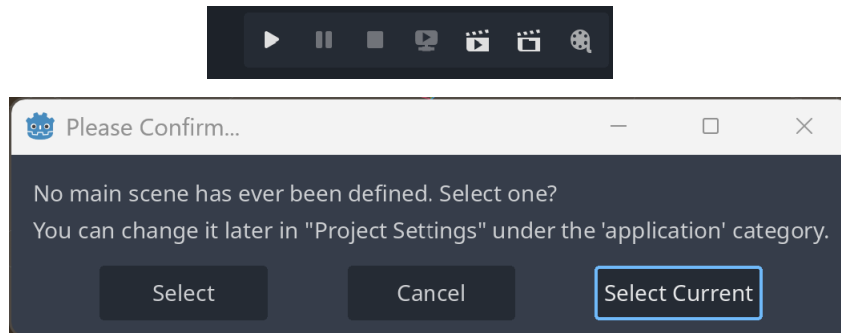 Please Confirm...
No main scene has ever been defined. Select one?
You can change it later in "Project Settings" under the 'application' category.
Select Cancel Select Current